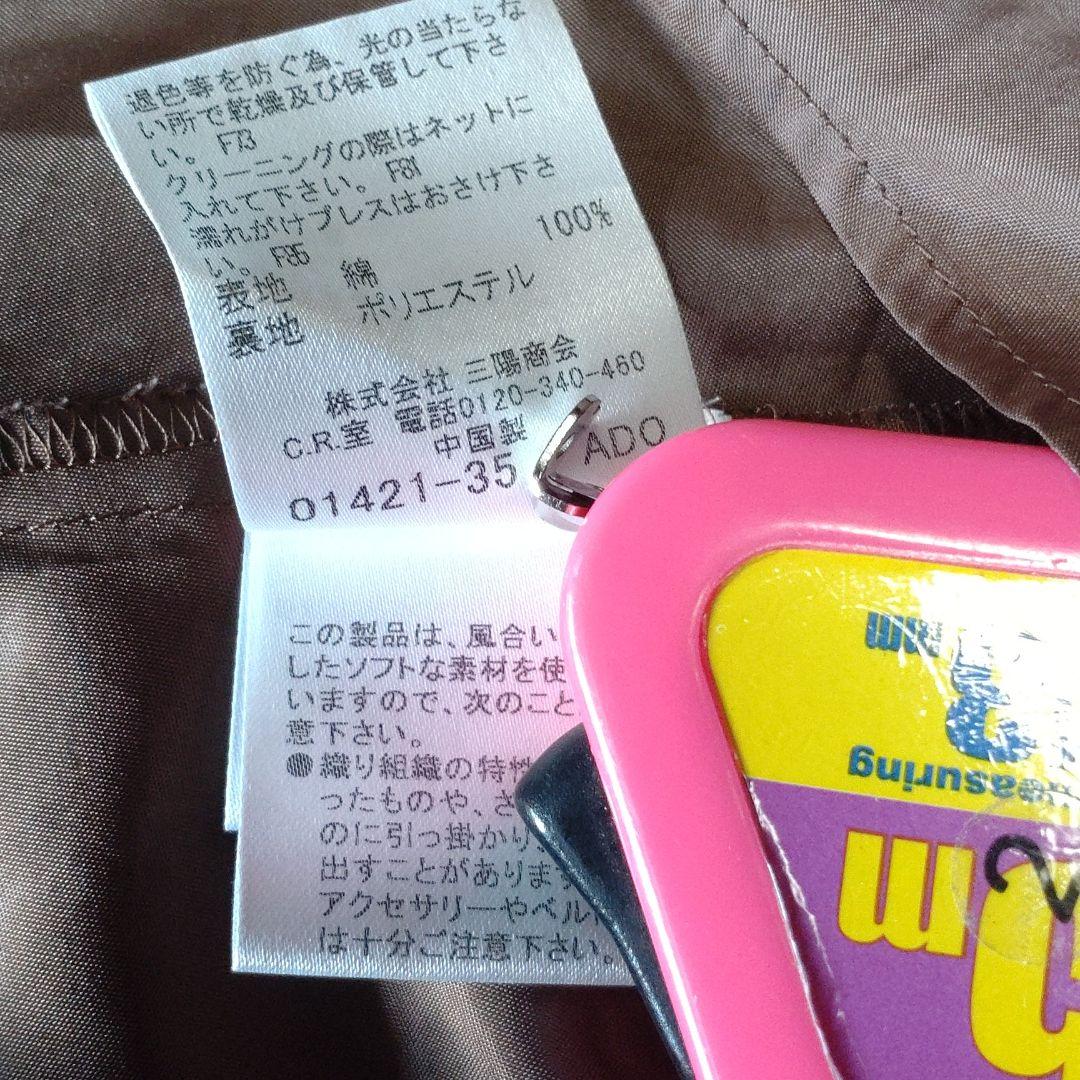 退色等を防ぐ為、光の当たらな
い所で乾燥及び保管して下さ
い。 F73
クリーニングの際はネットに
入れて下さい。 F81
濡れがけプレスはおさけ下さ
い。 F85
表地 綿 100%
裏地 ポリエステル
株式会社 三陽商会
C.R.室 電話0120-340-460
中国製
01421-35 ADO
この製品は、風合い
したソフトな素材を使
いますので、次のこと
意下さい。
●織り組織の特性
ったものや、さ
のに引っ掛かり
出すことがあります
アクセサリーやベル
は十分ご注意下さい。
easuring
m